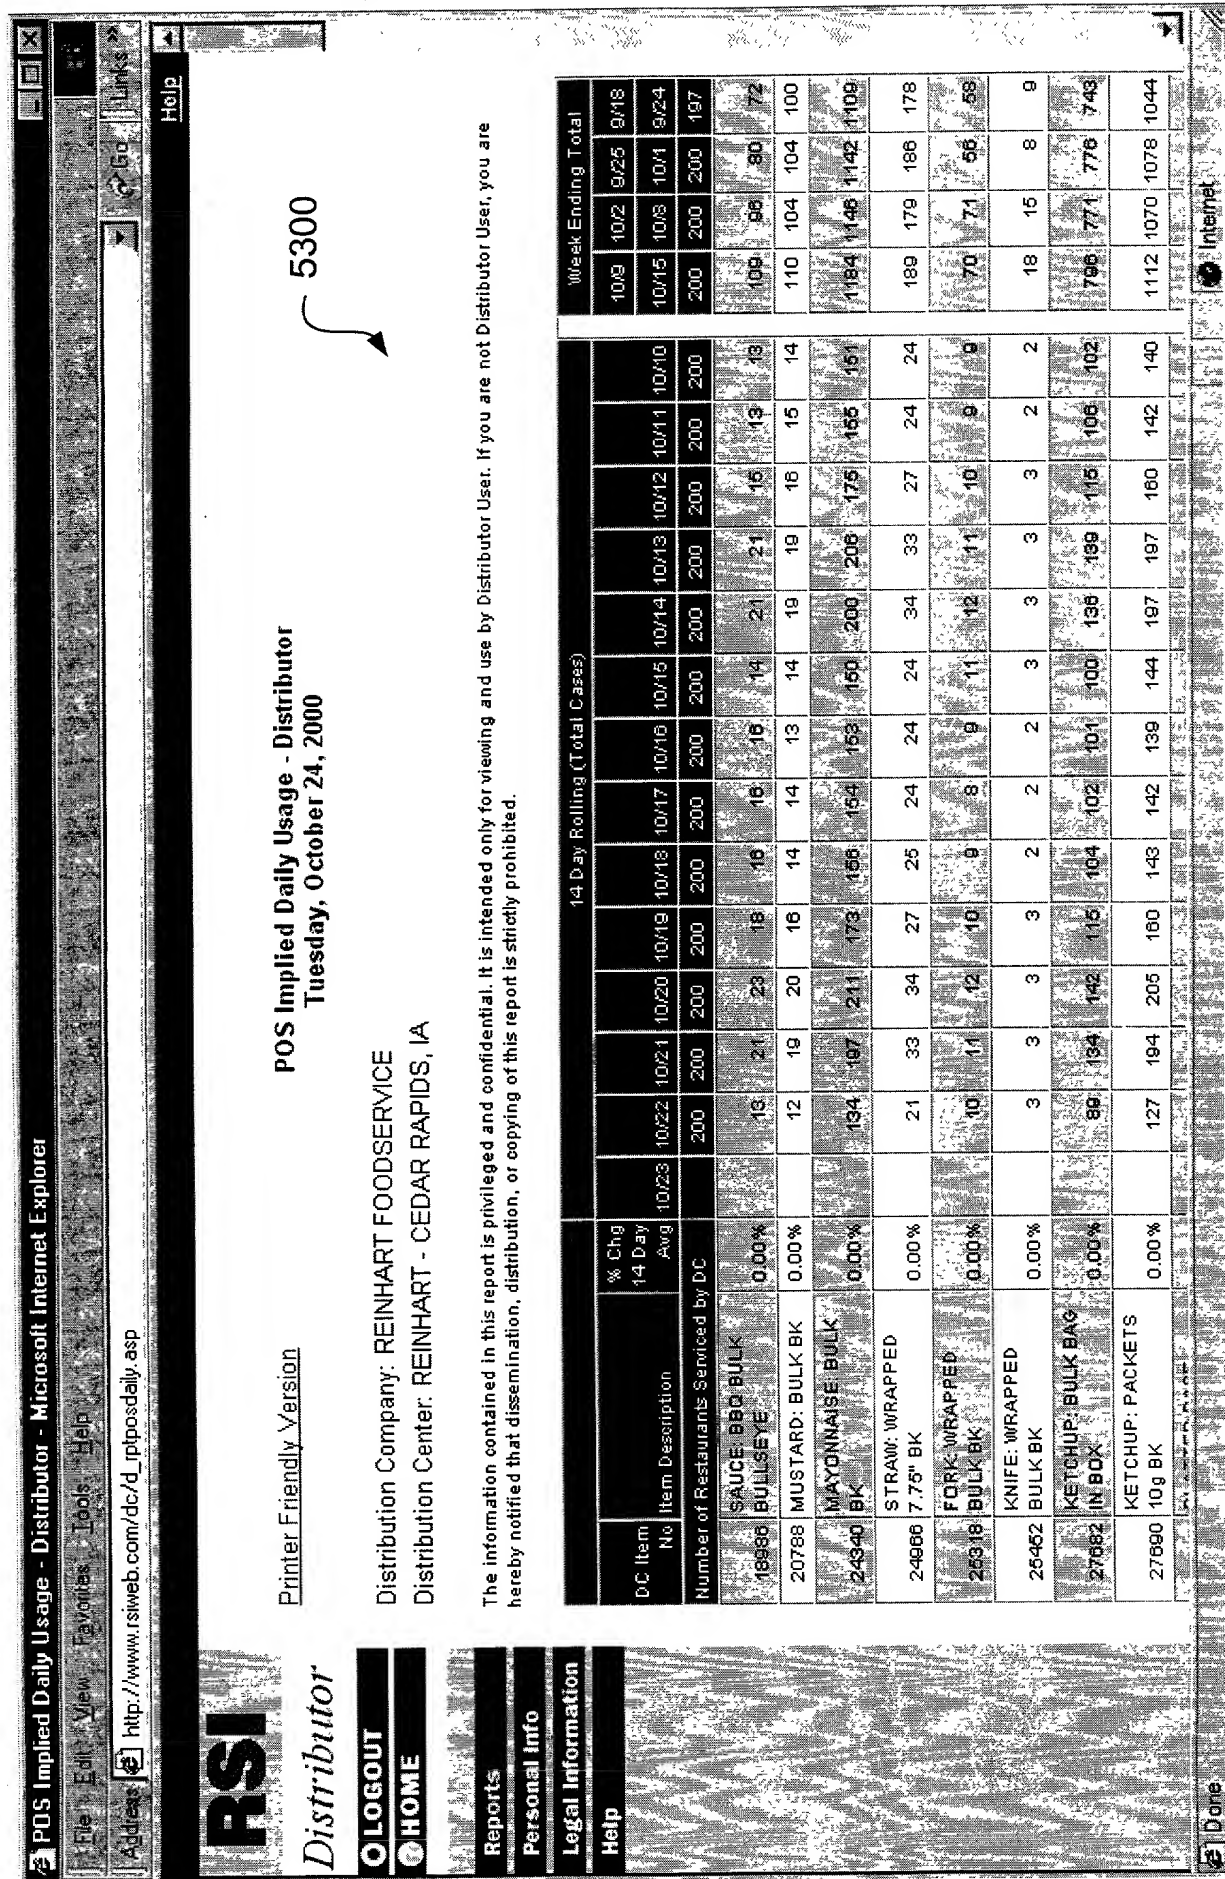 POS Implied Daily Usage - Distributor - Microsoft Internet Explorer
File Edit View Favorites Tools Help
Address http://www.rsiweb.com/dc/d_rptposdaily.asp Go Links »
Help
RSI
Distributor
LOGOUT
HOME
Reports
Personal Info
Legal Information
Help
Printer Friendly Version
POS Implied Daily Usage - Distributor
Tuesday, October 24, 2000
5300
Distribution Company: REINHART FOODSERVICE
Distribution Center: REINHART - CEDAR RAPIDS, IA
The information contained in this report is privileged and confidential. It is intended only for viewing and use by Distributor User. If you are not Distributor User, you are
hereby notified that dissemination, distribution, or copying of this report is strictly prohibited.
14 Day Rolling (Total Cases) Week Ending Total
% Chg 10/9 10/2 9/25 9/18
DC Item No Item Description 14 Day Avg 10/23 10/22 10/21 10/20 10/19 10/18 10/17 10/16 10/15 10/14 10/13 10/12 10/11 10/10 10/15 10/8 10/1 9/24
Number of Restaurants Serviced by DC 200 200 200 200 200 200 200 200 200 200 200 200 200 200 200 200 197
18986 SAUCE: BBQ BULK BULLSEYE 0.00% 13 21 23 18 16 16 16 14 21 21 15 13 13 109 96 80 72
20788 MUSTARD: BULK BK 0.00% 12 19 20 16 14 14 13 14 19 19 16 15 14 110 104 104 100
24340 MAYONNAISE: BULK BK 0.00% 134 197 211 173 156 154 153 150 200 206 175 155 151 1184 1146 1142 1109
24966 STRAW: WRAPPED 7.75" BK 0.00% 21 33 34 27 25 24 24 24 34 33 27 24 24 189 179 186 178
25318 FORK: WRAPPED BULK BK 0.00% 10 11 12 10 9 8 9 11 12 11 10 9 9 70 71 56 58
25452 KNIFE: WRAPPED BULK BK 0.00% 3 3 3 3 2 2 2 3 3 3 3 2 2 18 15 8 9
27682 KETCHUP: BULK BAG IN BOX 0.00% 89 134 142 115 104 102 101 100 136 139 115 106 102 796 771 776 743
27690 KETCHUP: PACKETS 10g BK 0.00% 127 194 205 160 143 142 139 144 197 197 160 142 140 1112 1070 1078 1044
Done Internet